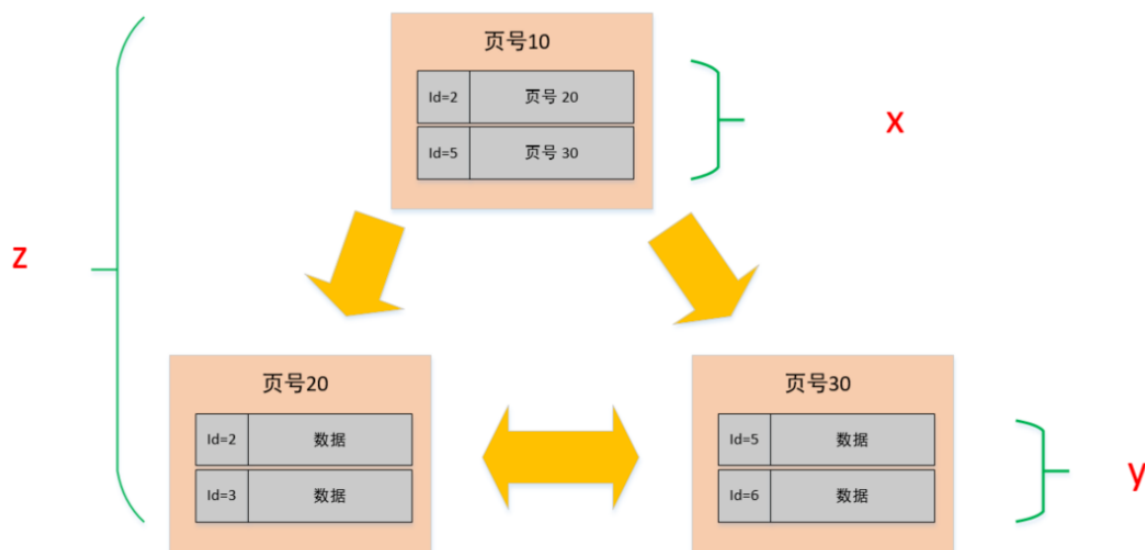 页号10
Id=2 页号 20
Id=5 页号 30
x
z
页号20
Id=2 数据
Id=3 数据
页号30
Id=5 数据
Id=6 数据
y